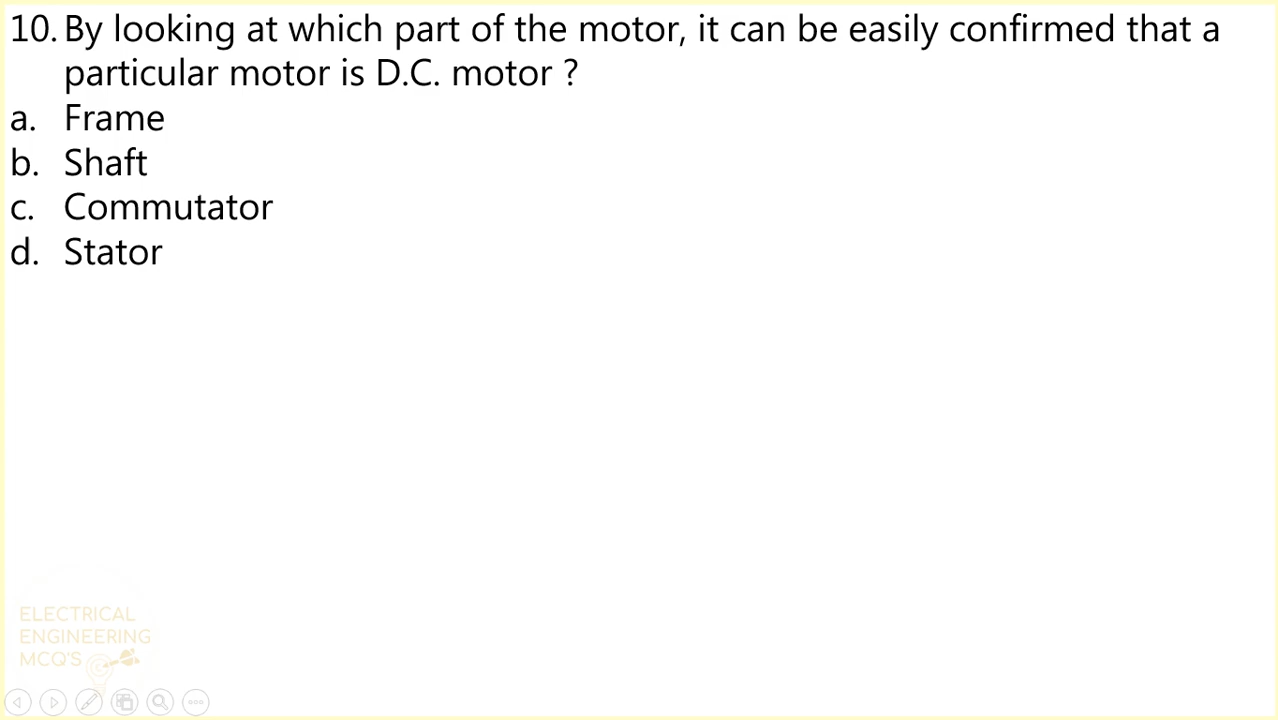 10. By looking at which part of the motor, it can be easily confirmed that a
particular motor is D.C. motor ?
a. Frame
b. Shaft
c. Commutator
d. Stator
ELECTRICAL
ENGINEERING
MCQ'S